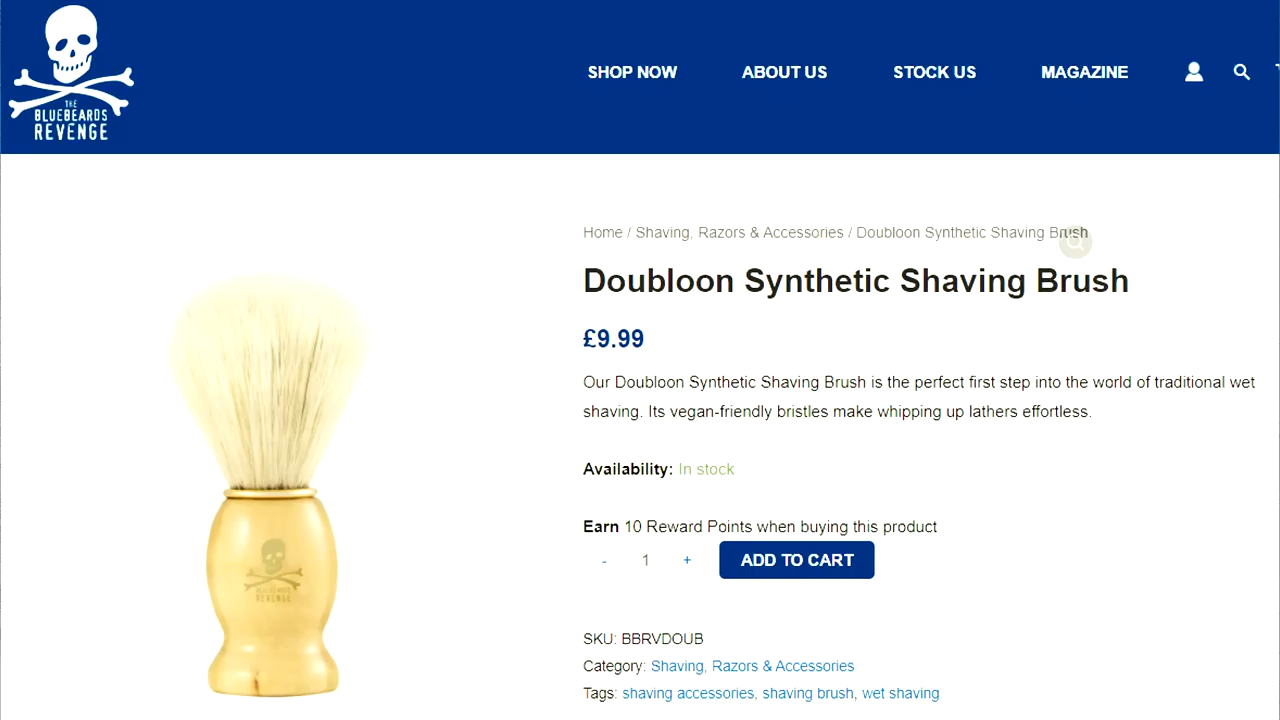 THE
BLUEBEARDS
REVENGE
SHOP NOW
ABOUT US
STOCK US
MAGAZINE
Home / Shaving, Razors & Accessories / Doubloon Synthetic Shaving Brush
Doubloon Synthetic Shaving Brush
£9.99
Our Doubloon Synthetic Shaving Brush is the perfect first step into the world of traditional wet
shaving. Its vegan-friendly bristles make whipping up lathers effortless.
Availability: In stock
Earn 10 Reward Points when buying this product
- 1 +
ADD TO CART
BLUEBEARDS
REVENGE
SKU: BBRVDOUB
Category: Shaving, Razors & Accessories
Tags: shaving accessories, shaving brush, wet shaving